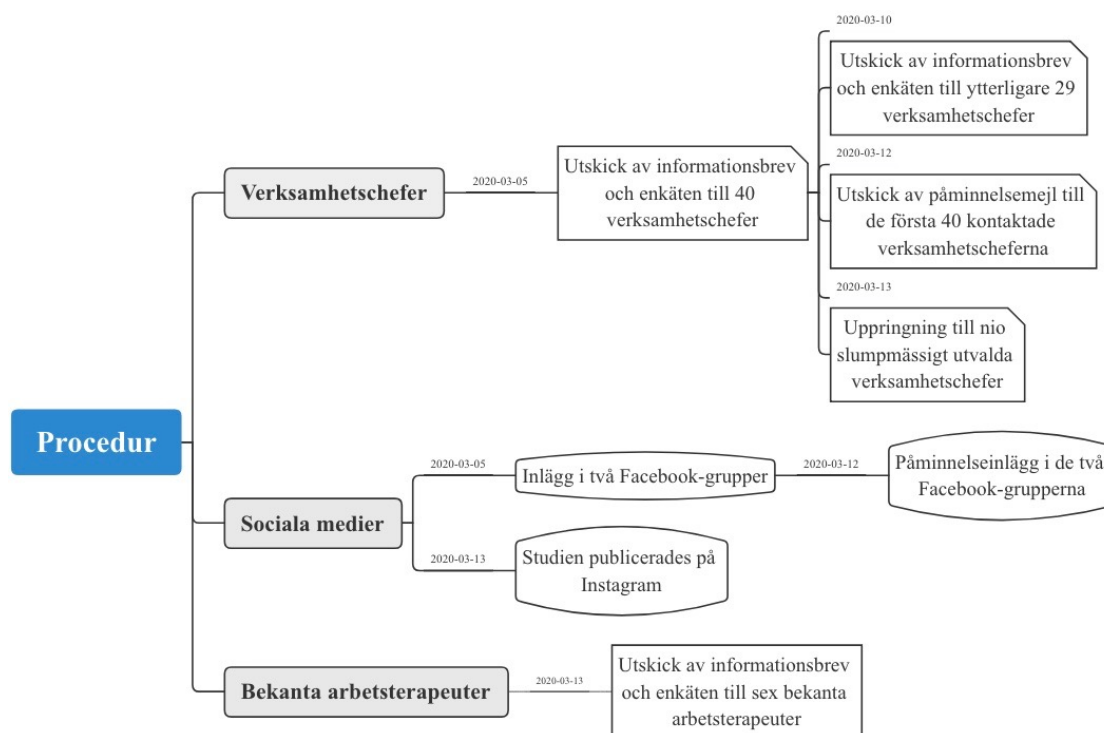 Procedur
Verksamhetschefer
2020-03-05
Utskick av informationsbrev
och enkäten till 40
verksamhetschefer
2020-03-10
Utskick av informationsbrev
och enkäten till ytterligare 29
verksamhetschefer
2020-03-12
Utskick av påminnelsemejl till
de första 40 kontaktade
verksamhetscheferna
2020-03-13
Uppringning till nio
slumpmässigt utvalda
verksamhetschefer
Sociala medier
2020-03-05
Inlägg i två Facebook-grupper
2020-03-12
Påminnelseinlägg i de två
Facebook-grupperna
2020-03-13
Studien publicerades på
Instagram
Bekanta arbetsterapeuter
2020-03-13
Utskick av informationsbrev
och enkäten till sex bekanta
arbetsterapeuter